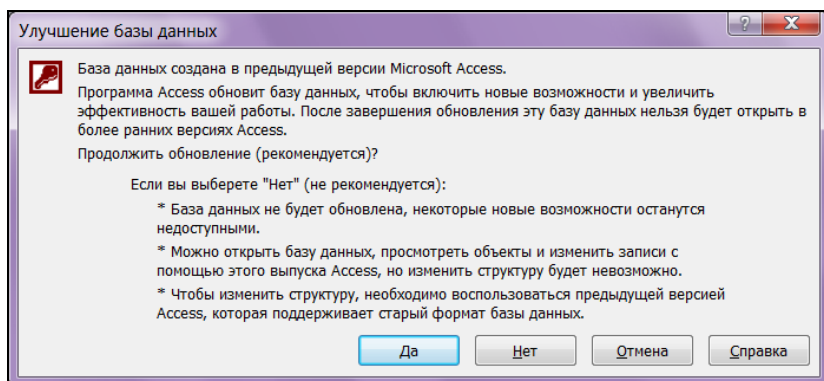 Улучшение базы данных
База данных создана в предыдущей версии Microsoft Access.
Программа Access обновит базу данных, чтобы включить новые возможности и увеличить
эффективность вашей работы. После завершения обновления эту базу данных нельзя будет открыть в
более ранних версиях Access.
Продолжить обновление (рекомендуется)?
Если вы выберете "Нет" (не рекомендуется):
* База данных не будет обновлена, некоторые новые возможности останутся
недоступными.
* Можно открыть базу данных, просмотреть объекты и изменить записи с
помощью этого выпуска Access, но изменить структуру будет невозможно.
* Чтобы изменить структуру, необходимо воспользоваться предыдущей версией
Access, которая поддерживает старый формат базы данных.
Да Нет Отмена Справка